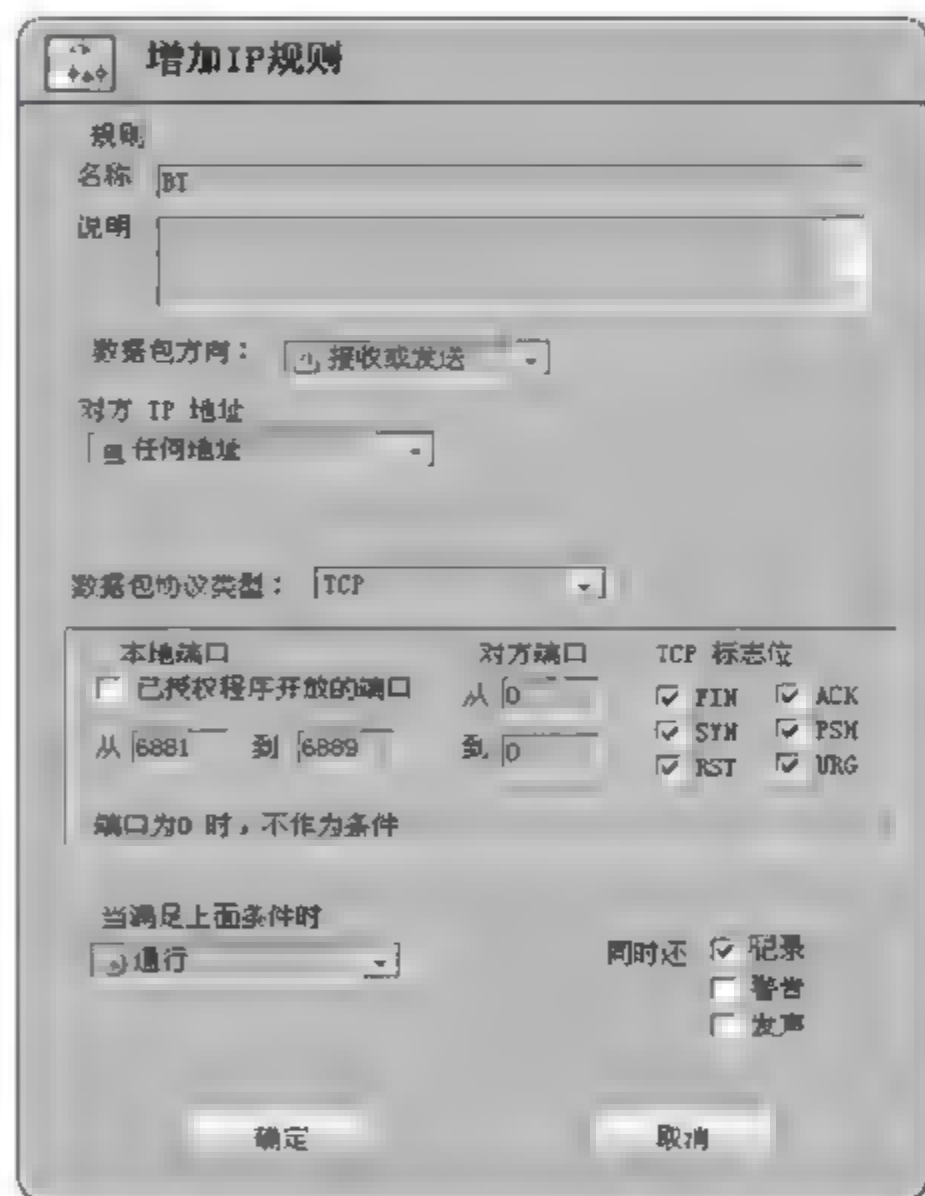 增加IP规则
规则
名称 BT
说明
数据包方向： 接收或发送
对方 IP 地址
任何地址
数据包协议类型： TCP
本地端口 对方端口 TCP 标志位
已授权程序开放的端口 从 0 FIN ACK
从 6881 到 6889 到 0 SYN PSH
RST URG
端口为0 时，不作为条件
当满足上面条件时
通行 同时还 记录
警告
发声
确定 取消